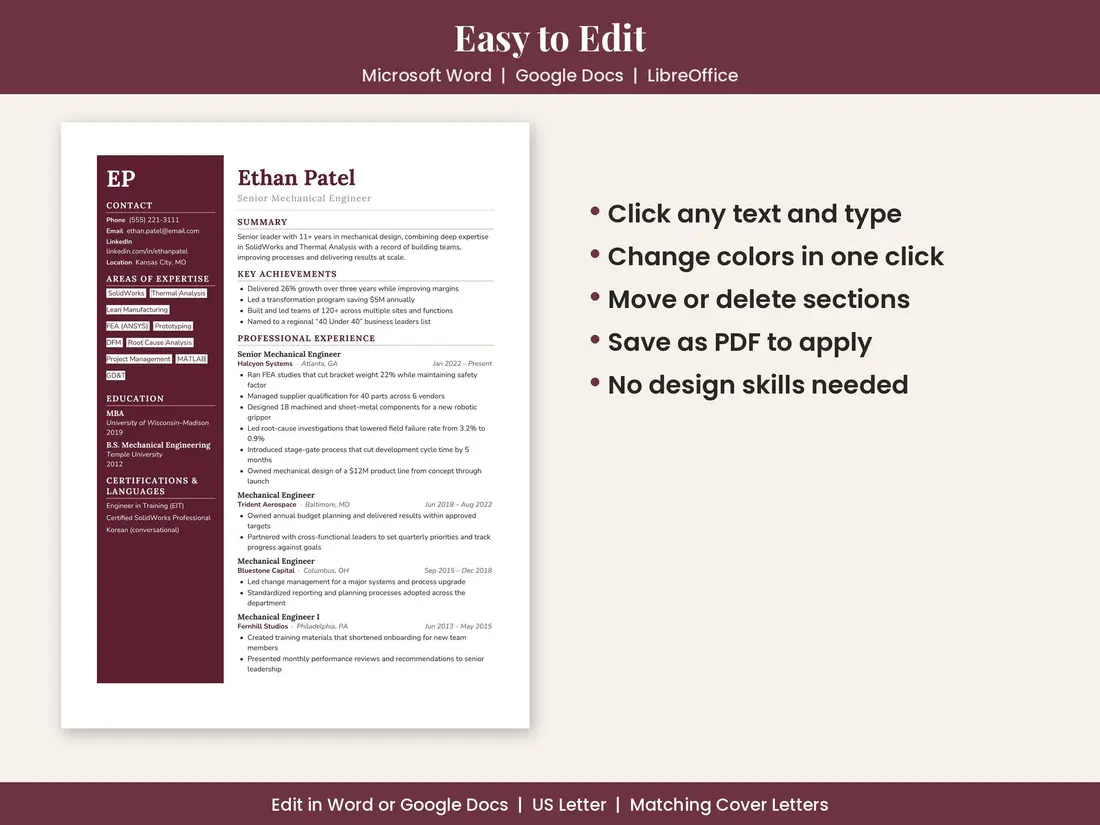 Easy to Edit
Microsoft Word | Google Docs | LibreOffice
EP
CONTACT
Phone (555) 221-3111
Email ethan.patel@email.com
LinkedIn
linkedin.com/in/ethanpatel
Location Kansas City, MO
AREAS OF EXPERTISE
SolidWorks Thermal Analysis
Lean Manufacturing
FEA (ANSYS) Prototyping
DFM Root Cause Analysis
Project Management MATLAB
GD&T
EDUCATION
MBA
University of Wisconsin–Madison
2019
B.S. Mechanical Engineering
Temple University
2012
CERTIFICATIONS &
LANGUAGES
Engineer in Training (EIT)
Certified SolidWorks Professional
Korean (conversational)
Ethan Patel
Senior Mechanical Engineer
SUMMARY
Senior leader with 11+ years in mechanical design, combining deep expertise
in SolidWorks and Thermal Analysis with a record of building teams,
improving processes and delivering results at scale.
KEY ACHIEVEMENTS
• Delivered 26% growth over three years while improving margins
• Led a transformation program saving $5M annually
• Built and led teams of 120+ across multiple sites and functions
• Named to a regional “40 Under 40” business leaders list
PROFESSIONAL EXPERIENCE
Senior Mechanical Engineer
Halcyon Systems · Atlanta, GA Jan 2022 – Present
• Ran FEA studies that cut bracket weight 22% while maintaining safety
factor
• Managed supplier qualification for 40 parts across 6 vendors
• Designed 18 machined and sheet-metal components for a new robotic
gripper
• Led root-cause investigations that lowered field failure rate from 3.2% to
0.9%
• Introduced stage-gate process that cut development cycle time by 5
months
• Owned mechanical design of a $12M product line from concept through
launch
Mechanical Engineer
Trident Aerospace · Baltimore, MD Jun 2018 – Aug 2022
• Owned annual budget planning and delivered results within approved
targets
• Partnered with cross-functional leaders to set quarterly priorities and track
progress against goals
Mechanical Engineer
Bluestone Capital · Columbus, OH Sep 2015 – Dec 2018
• Led change management for a major systems and process upgrade
• Standardized reporting and planning processes adopted across the
department
Mechanical Engineer I
Fernhill Studios · Philadelphia, PA Jun 2013 – May 2015
• Created training materials that shortened onboarding for new team
members
• Presented monthly performance reviews and recommendations to senior
leadership
• Click any text and type
• Change colors in one click
• Move or delete sections
• Save as PDF to apply
• No design skills needed
Edit in Word or Google Docs | US Letter | Matching Cover Letters